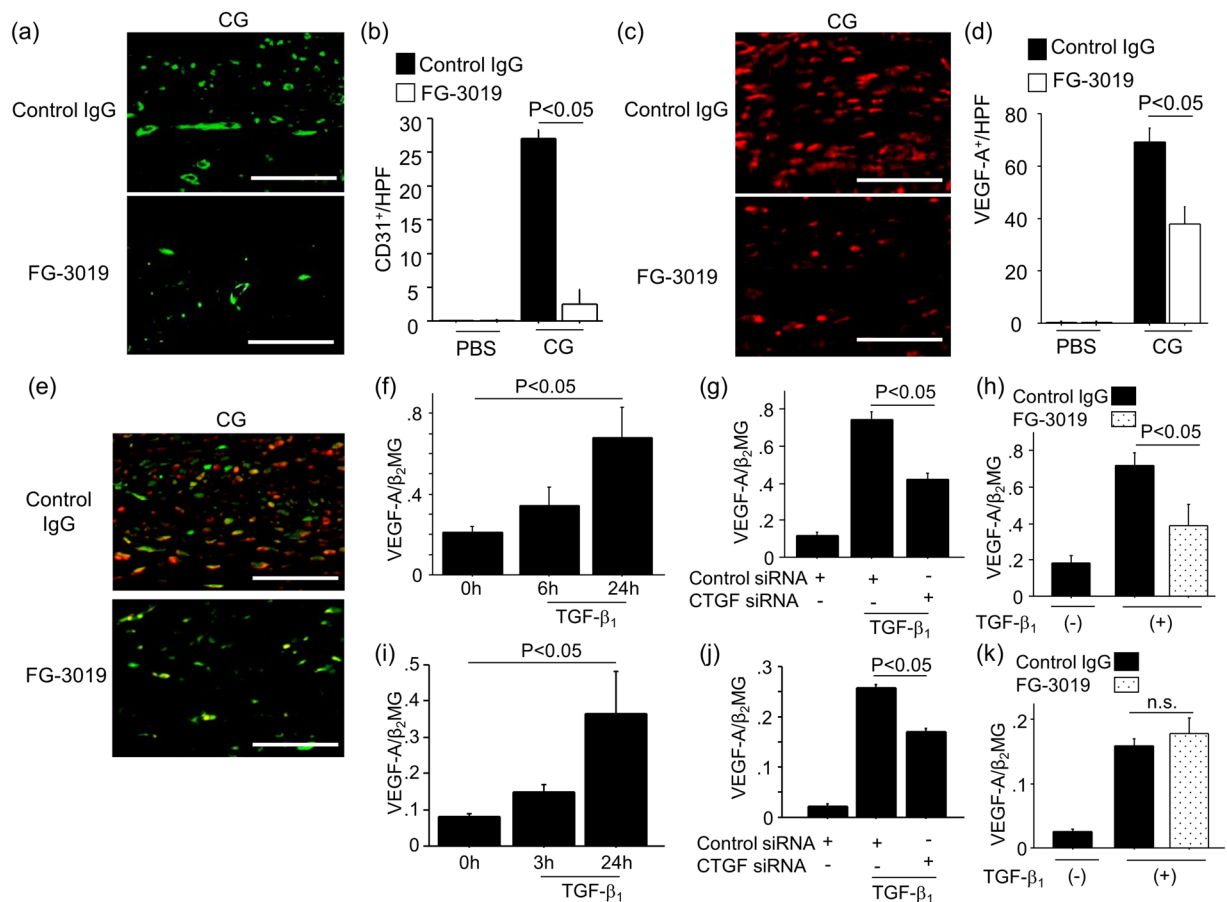 (a)
CG
Control IgG
FG-3019
(b)
Control IgG
FG-3019
P<0.05
30
25
20
15
10
5
0
CD31+/HPF
PBS
CG
(c)
CG
Control IgG
FG-3019
(d)
Control IgG
FG-3019
P<0.05
80
60
40
20
0
VEGF-A+/HPF
PBS
CG
(e)
CG
Control
IgG
FG-3019
(f)
P<0.05
.8
.6
.4
.2
0
VEGF-A/β2MG
0h 6h 24h
TGF-β1
(g)
P<0.05
.8
.6
.4
.2
0
VEGF-A/β2MG
Control siRNA + + -
CTGF siRNA - - +
TGF-β1
(h)
Control IgG
FG-3019
P<0.05
.8
.6
.4
.2
0
VEGF-A/β2MG
TGF-β1 (-) (+)
(i)
P<0.05
.5
.4
.3
.2
.1
0
VEGF-A/β2MG
0h 3h 24h
TGF-β1
(j)
P<0.05
.3
.2
.1
0
VEGF-A/β2MG
Control siRNA + + -
CTGF siRNA - - +
TGF-β1
(k)
Control IgG
FG-3019
n.s.
.2
.1
0
VEGF-A/β2MG
TGF-β1 (-) (+)